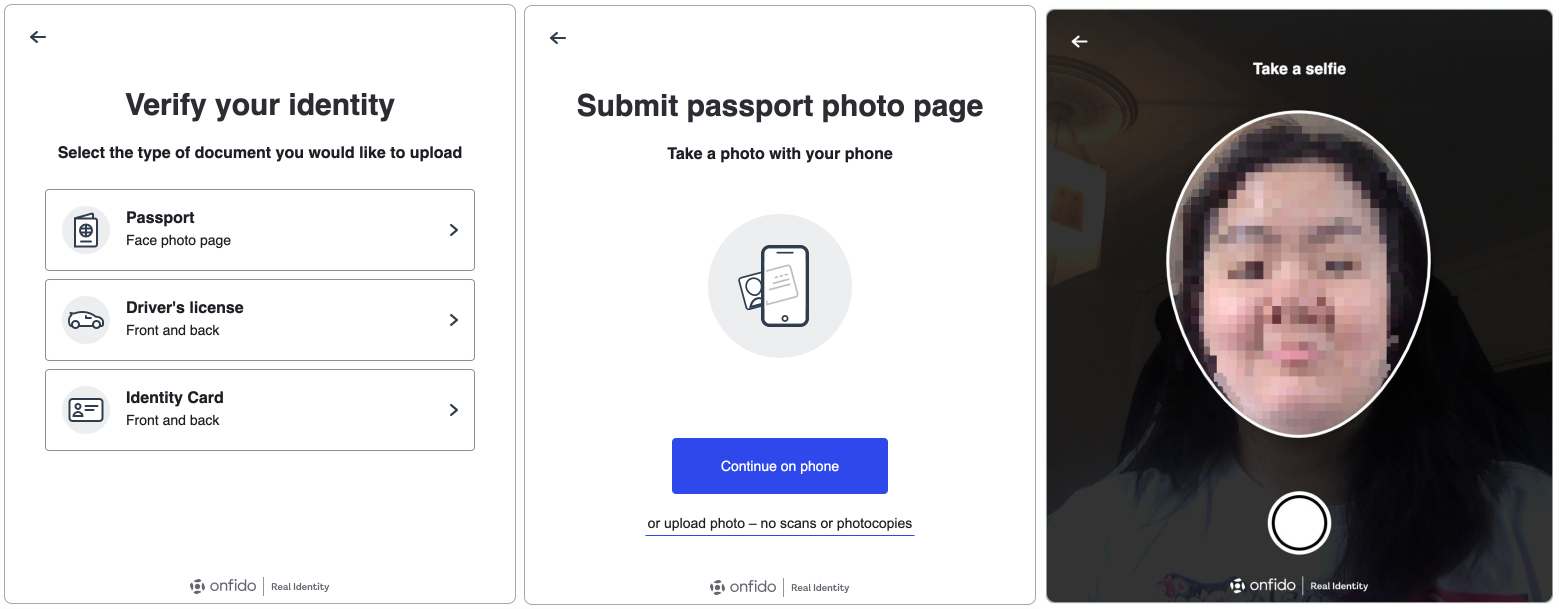 Verify your identity
Select the type of document you would like to upload
Passport
Face photo page
Driver's license
Front and back
Identity Card
Front and back
onfido | Real Identity
Submit passport photo page
Take a photo with your phone
Continue on phone
or upload photo – no scans or photocopies
onfido | Real Identity
Take a selfie
onfido | Real Identity